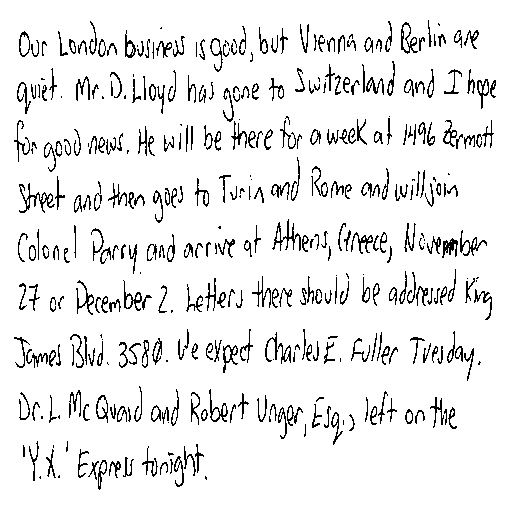 Our London business is good, but Vienna and Berlin are
quiet. Mr. D. Lloyd has gone to Switzerland and I hope
for good news. He will be there for a week at 1496 Zermott
Street and then goes to Turin and Rome and will join
Colonel Parry and arrive at Athens, Greece, November
27 or December 2. Letters there should be addressed King
James Blvd. 3580. We expect Charles E. Fuller Tuesday.
Dr. L. McQuaid and Robert Unger, Esq., left on the
'Y.X.' Express tonight.